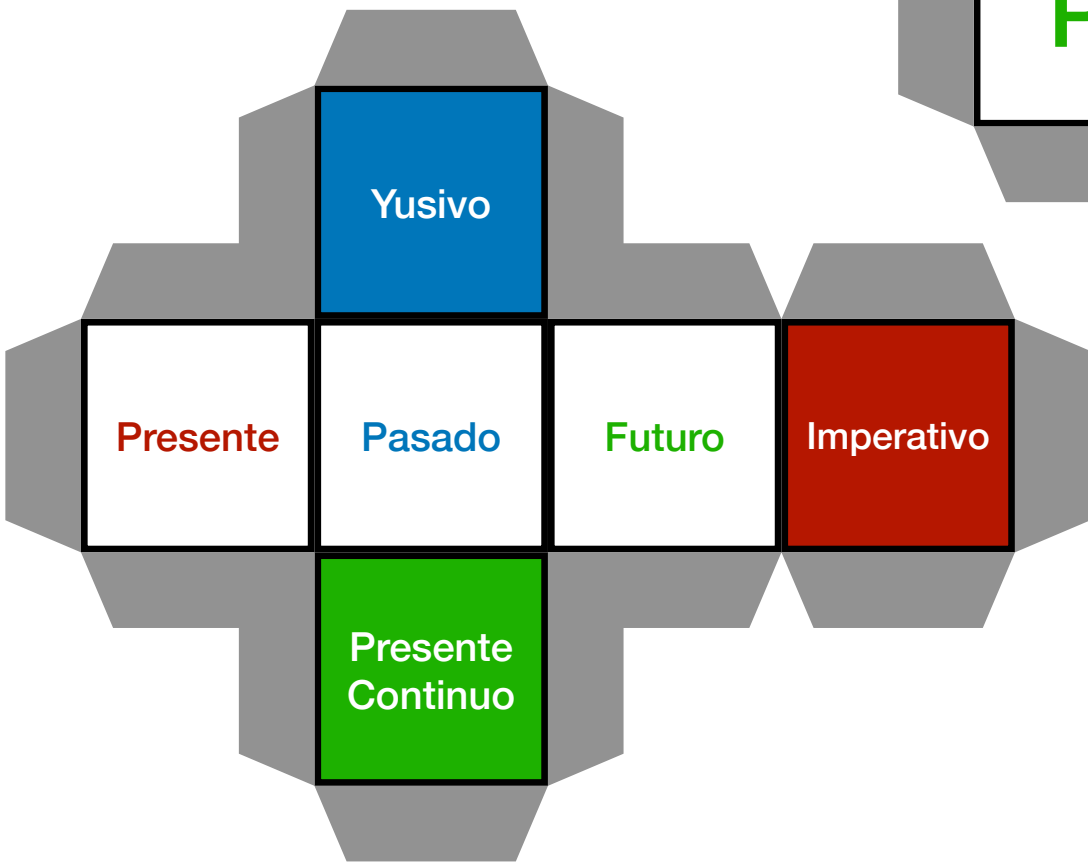 Yusivo
Presente
Pasado
Futuro
Imperativo
Presente
Continuo